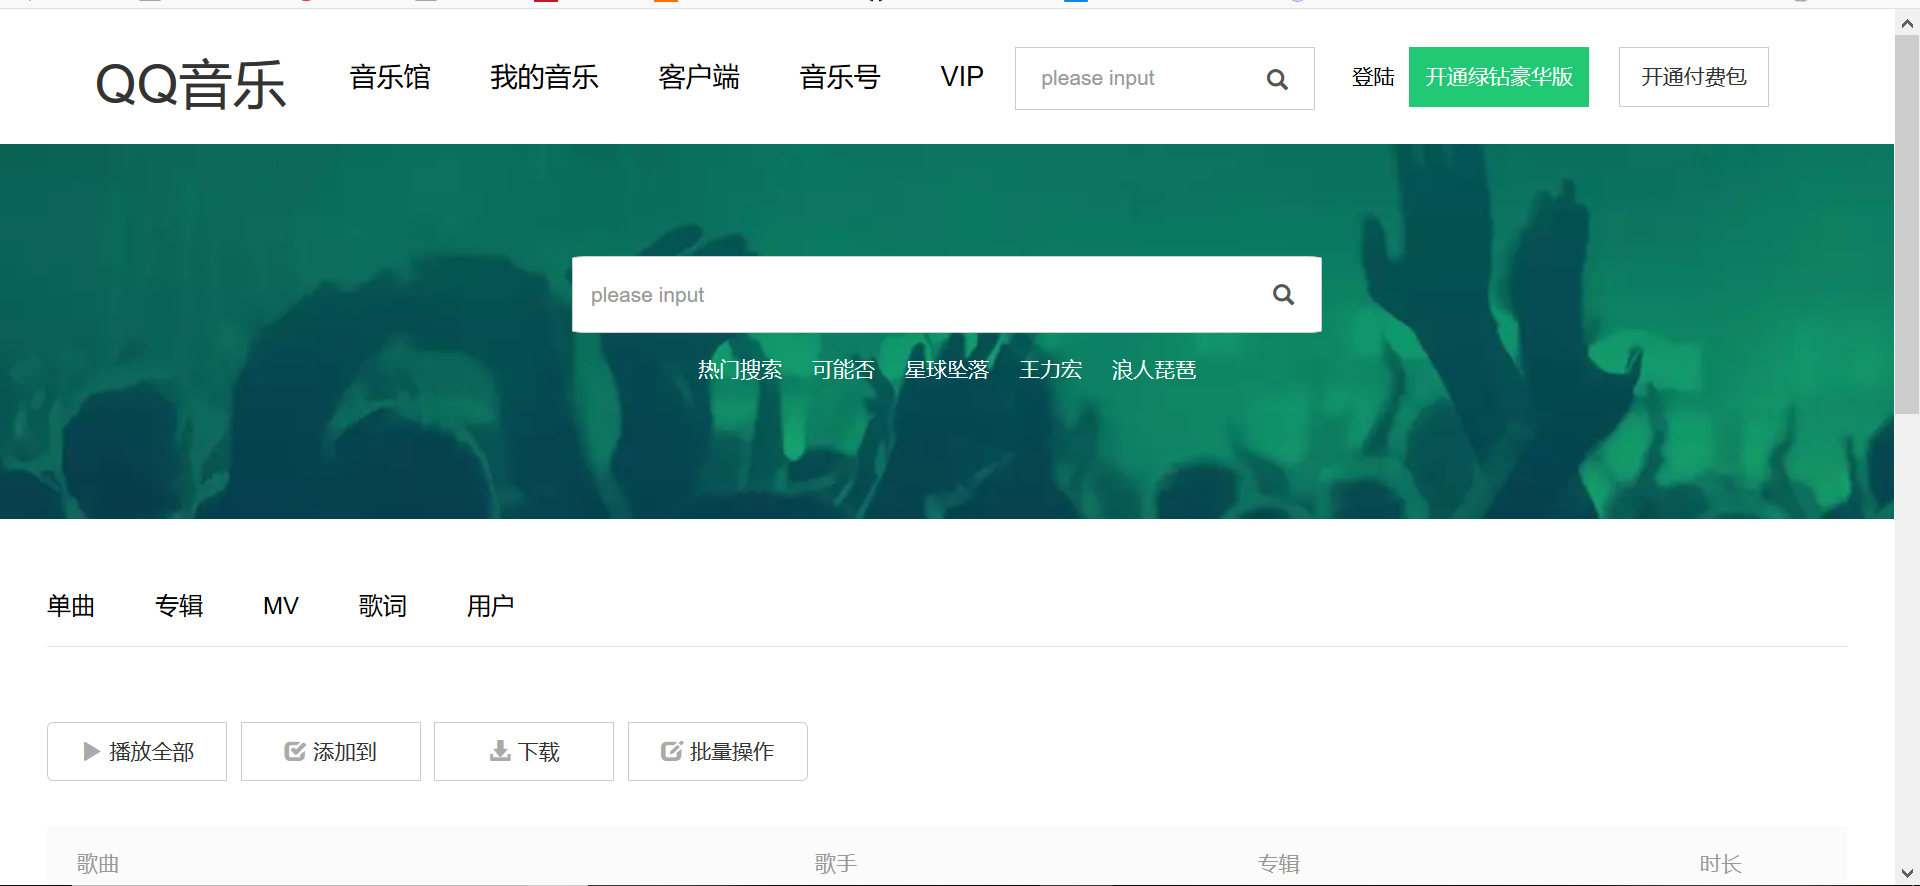 QQ音乐 音乐馆 我的音乐 客户端 音乐号 VIP please input 登陆 开通绿钻豪华版 开通付费包
please input
热门搜索 可能否 星球坠落 王力宏 浪人琵琶
单曲 专辑 MV 歌词 用户
播放全部 添加到 下载 批量操作
歌曲 歌手 专辑 时长